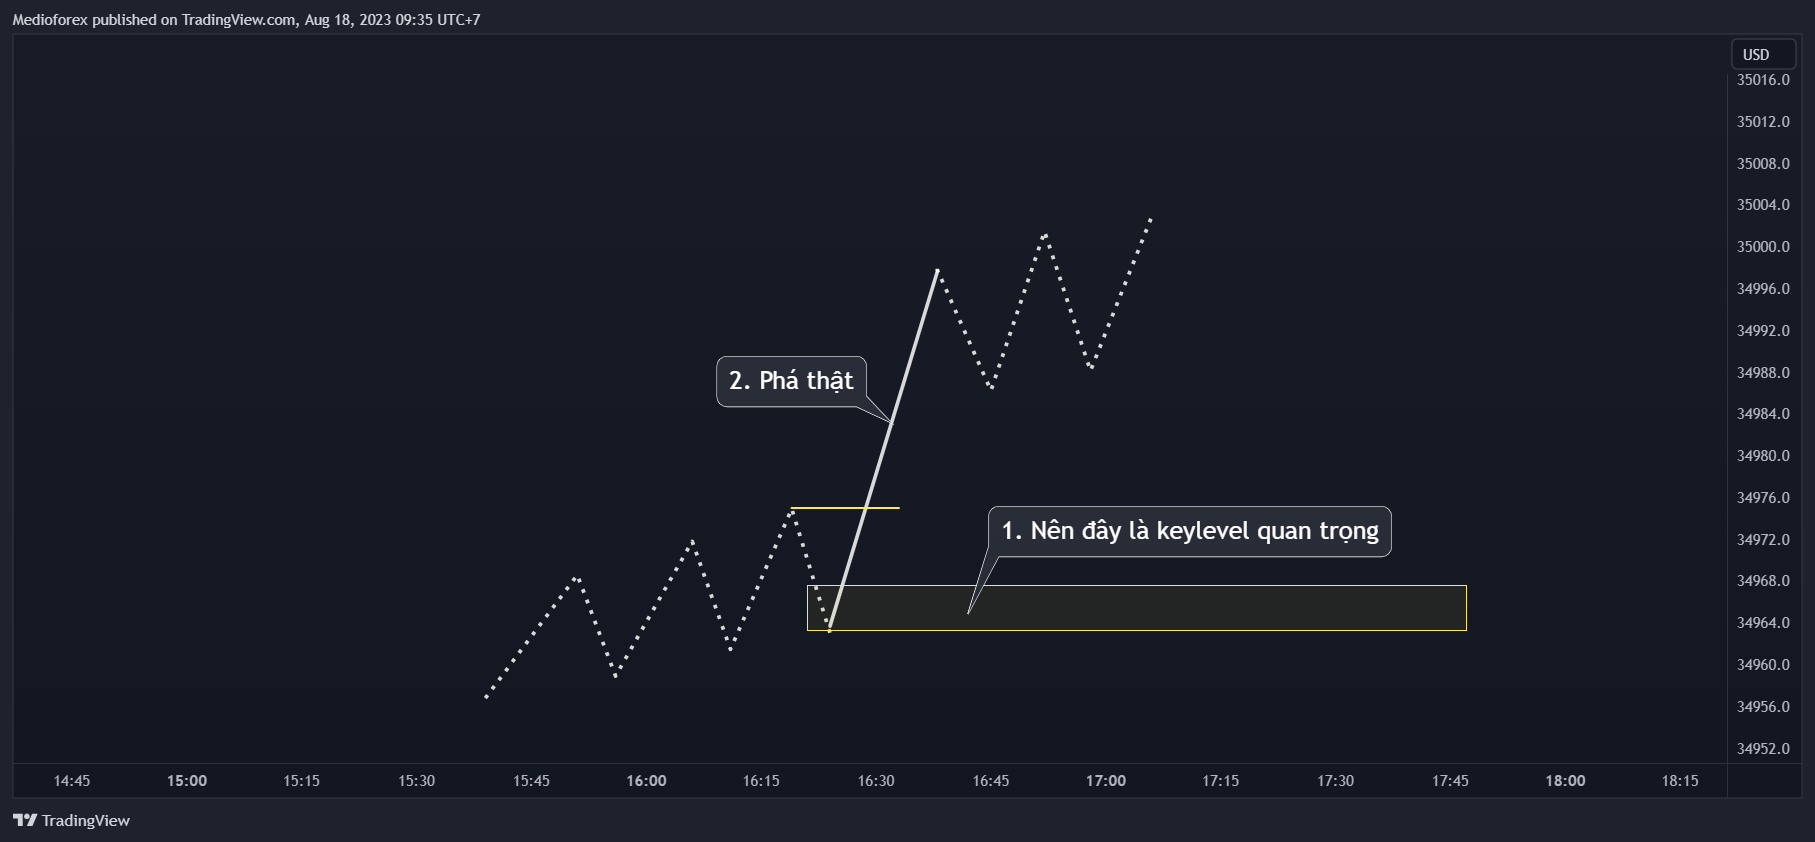 Medioforex published on TradingView.com, Aug 18, 2023 09:35 UTC+7
USD
35016.0
35012.0
35008.0
35004.0
35000.0
34996.0
34992.0
34988.0
34984.0
34980.0
34976.0
34972.0
34968.0
34964.0
34960.0
34956.0
34952.0
2. Phá thật
1. Nên đây là keylevel quan trọng
14:45 15:00 15:15 15:30 15:45 16:00 16:15 16:30 16:45 17:00 17:15 17:30 17:45 18:00 18:15
TradingView